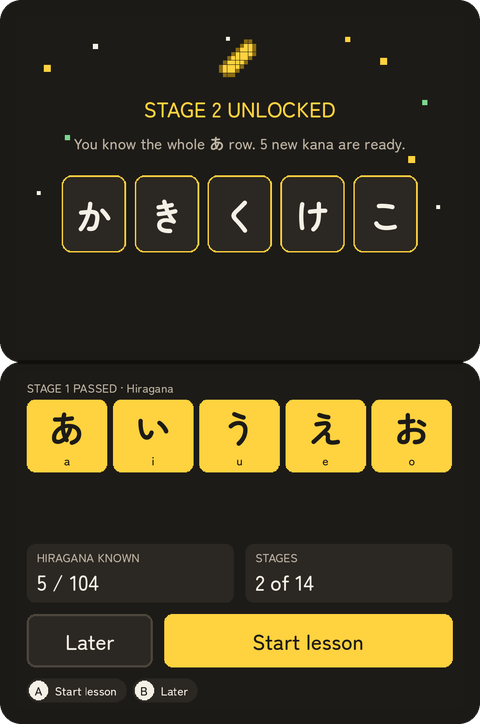 STAGE 2 UNLOCKED
You know the whole あ row. 5 new kana are ready.
か き く け こ
STAGE 1 PASSED · Hiragana
あ い う え お
a i u e o
HIRAGANA KNOWN STAGES
5 / 104 2 of 14
Later Start lesson
A Start lesson B Later